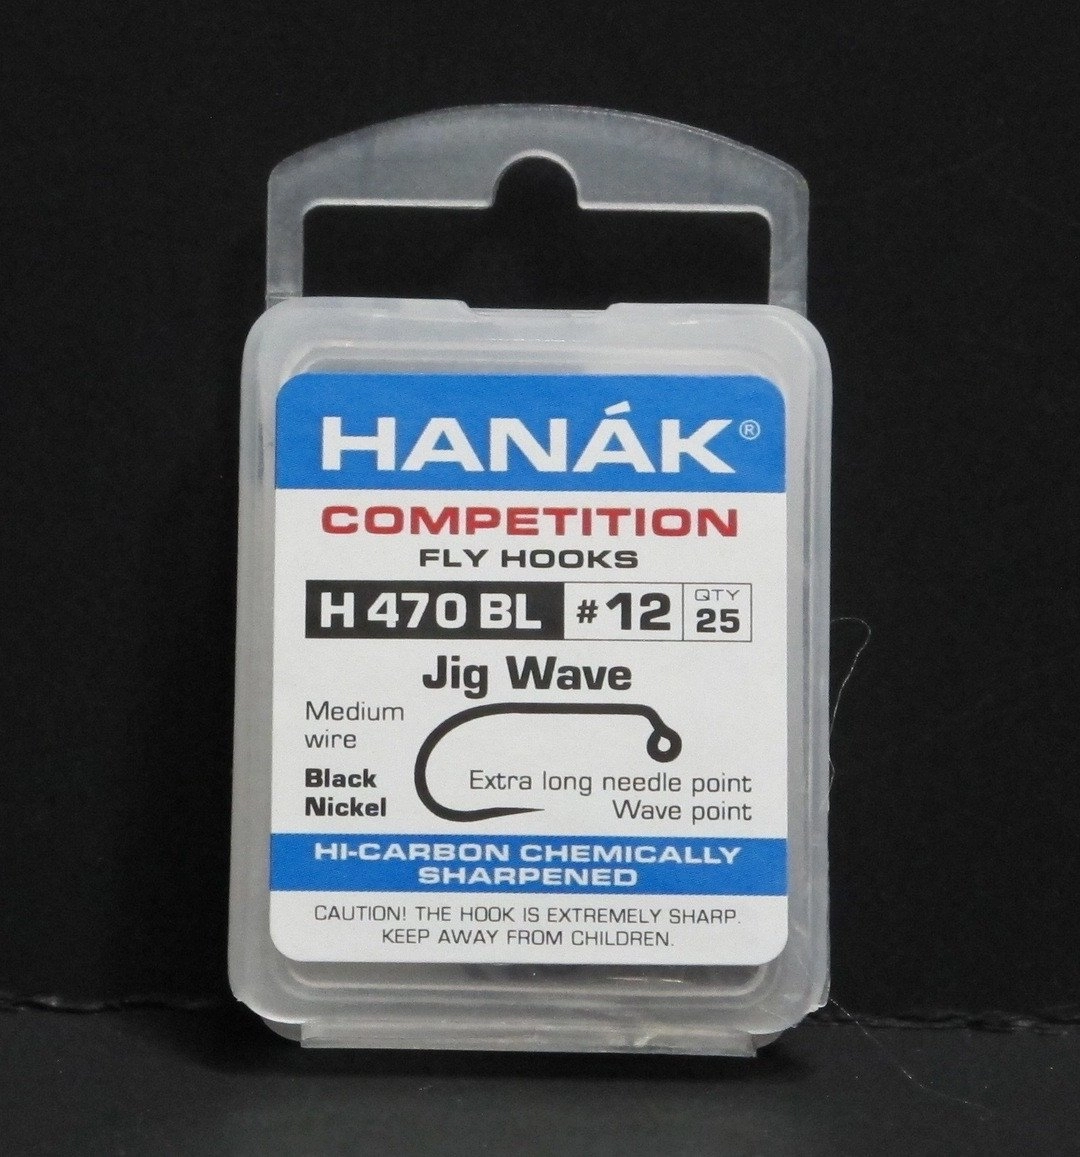 HANÁK®
COMPETITION
FLY HOOKS
H 470 BL #12 QTY 25
Jig Wave
Medium
wire
Black
Nickel
Extra long needle point
Wave point
HI-CARBON CHEMICALLY
SHARPENED
CAUTION! THE HOOK IS EXTREMELY SHARP.
KEEP AWAY FROM CHILDREN.